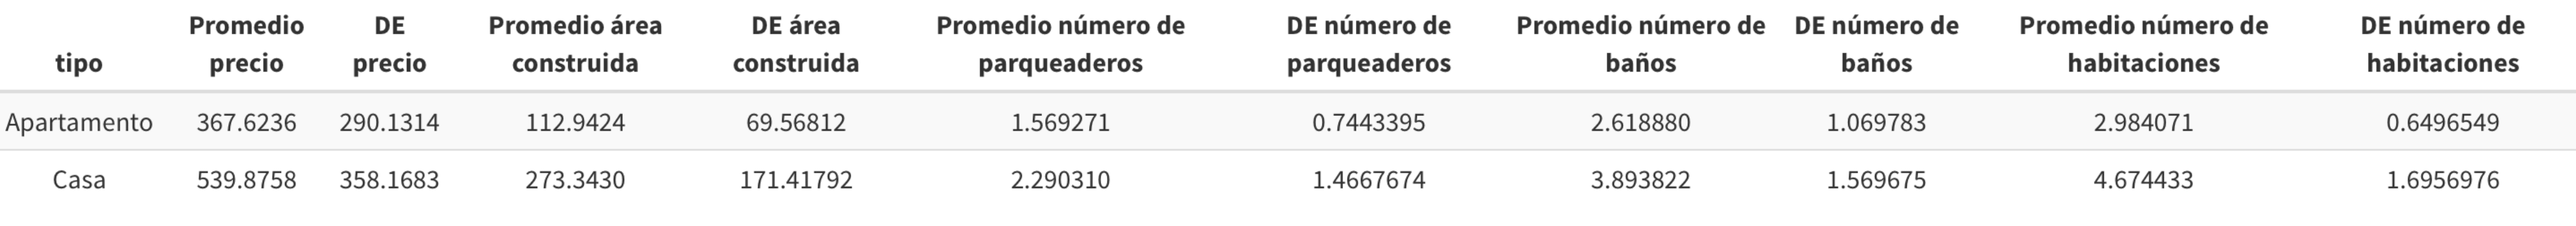 tipo Promedio precio DE precio Promedio área construida DE área construida Promedio número de parqueaderos DE número de parqueaderos Promedio número de baños DE número de baños Promedio número de habitaciones DE número de habitaciones
Apartamento 367.6236 290.1314 112.9424 69.56812 1.569271 0.7443395 2.618880 1.069783 2.984071 0.6496549
Casa 539.8758 358.1683 273.3430 171.41792 2.290310 1.4667674 3.893822 1.569675 4.674433 1.6956976